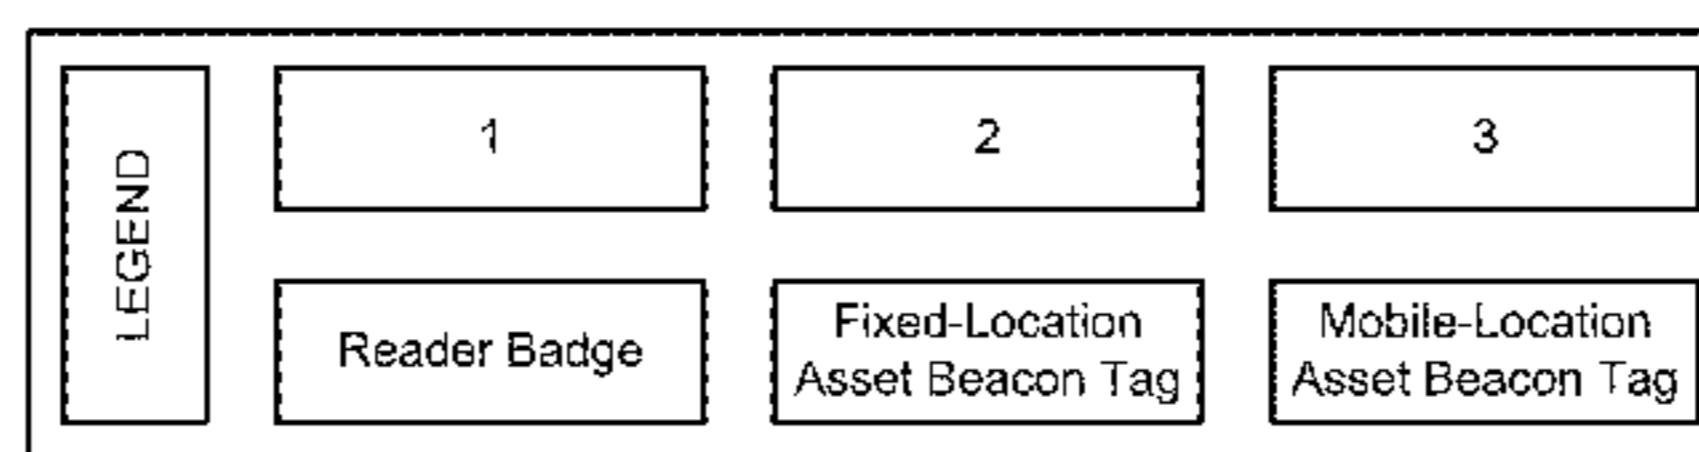 LEGEND
1
2
3
Reader Badge
Fixed-Location
Asset Beacon Tag
Mobile-Location
Asset Beacon Tag